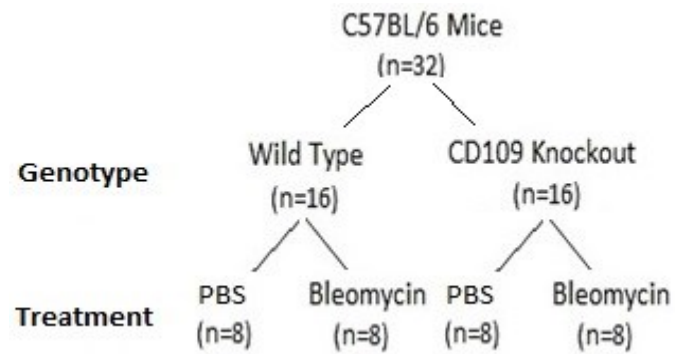 C57BL/6 Mice
(n=32)
Genotype
Wild Type
(n=16)
CD109 Knockout
(n=16)
Treatment
PBS
(n=8)
Bleomycin
(n=8)
PBS
(n=8)
Bleomycin
(n=8)